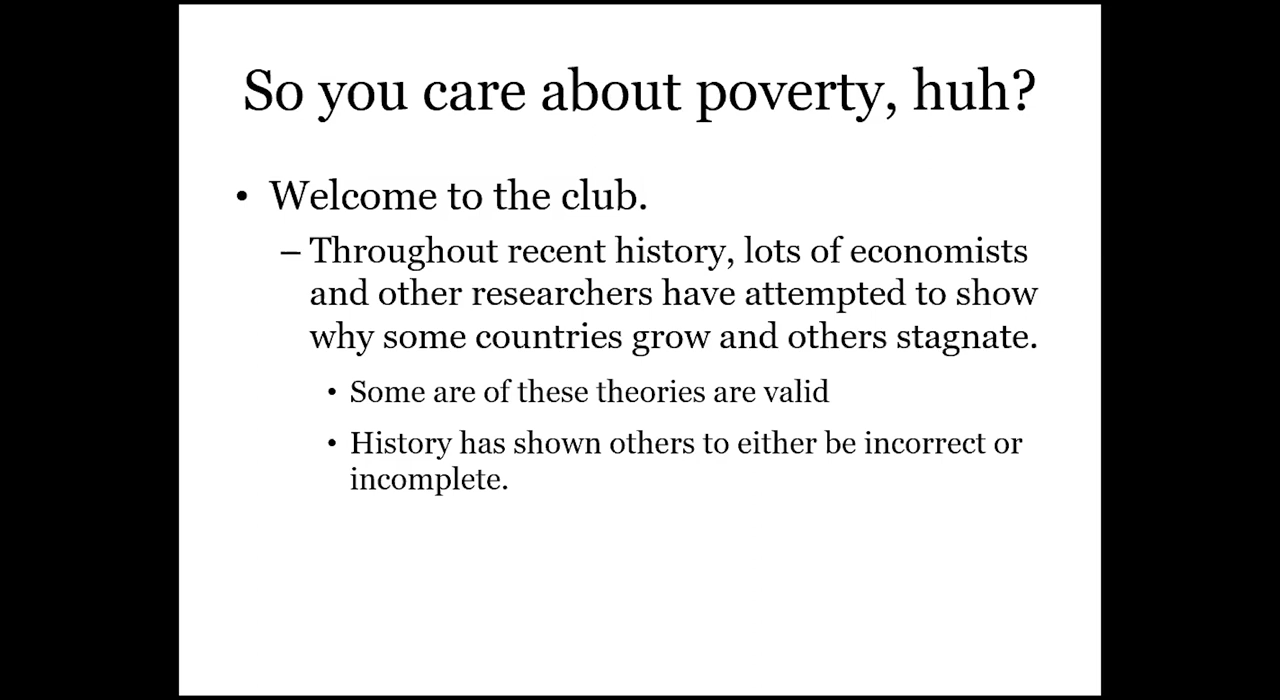 So you care about poverty, huh?
• Welcome to the club.
– Throughout recent history, lots of economists
and other researchers have attempted to show
why some countries grow and others stagnate.
• Some are of these theories are valid
• History has shown others to either be incorrect or
incomplete.